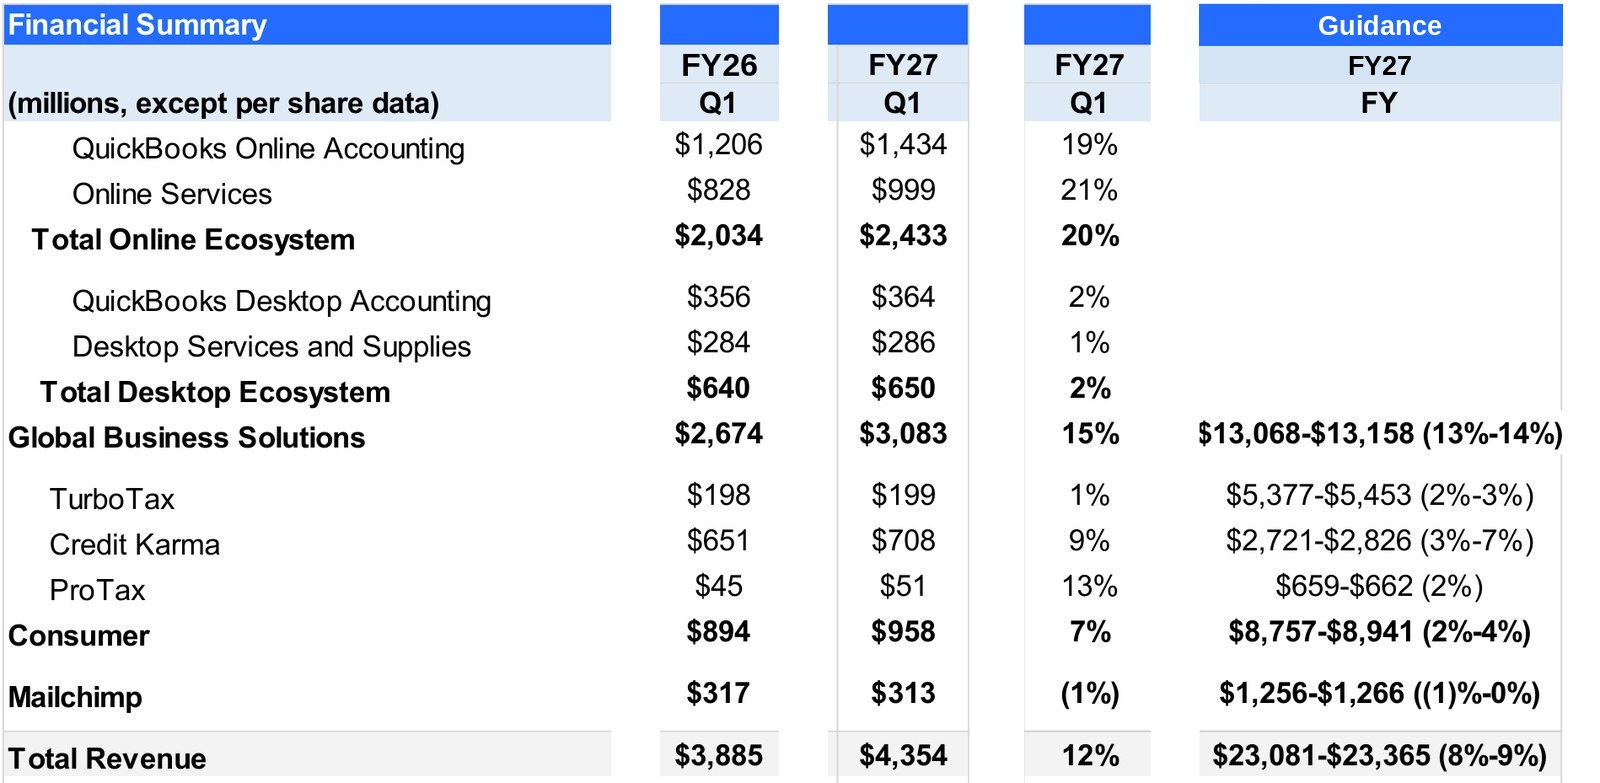 Financial Summary Guidance
FY26 FY27 FY27 FY27
(millions, except per share data) Q1 Q1 Q1 FY
QuickBooks Online Accounting $1,206 $1,434 19%
Online Services $828 $999 21%
Total Online Ecosystem $2,034 $2,433 20%
QuickBooks Desktop Accounting $356 $364 2%
Desktop Services and Supplies $284 $286 1%
Total Desktop Ecosystem $640 $650 2%
Global Business Solutions $2,674 $3,083 15% $13,068-$13,158 (13%-14%)
TurboTax $198 $199 1% $5,377-$5,453 (2%-3%)
Credit Karma $651 $708 9% $2,721-$2,826 (3%-7%)
ProTax $45 $51 13% $659-$662 (2%)
Consumer $894 $958 7% $8,757-$8,941 (2%-4%)
Mailchimp $317 $313 (1%) $1,256-$1,266 ((1)%-0%)
Total Revenue $3,885 $4,354 12% $23,081-$23,365 (8%-9%)